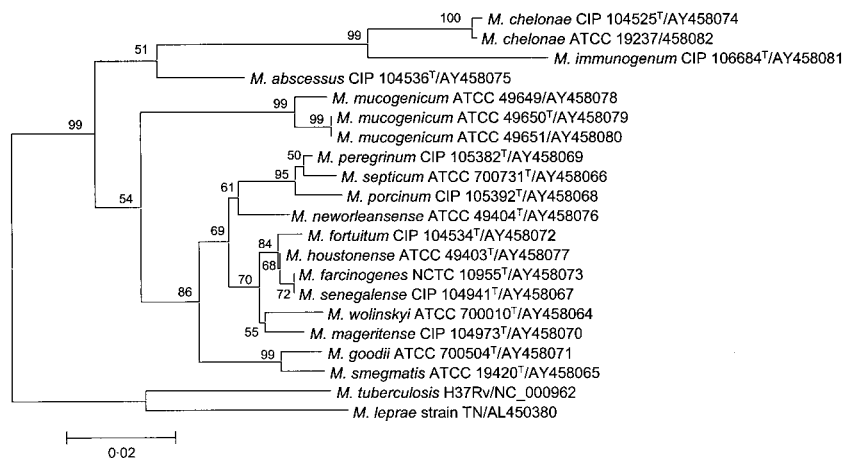 100
M. chelonae CIP 104525T/AY458074
99
M. chelonae ATCC 19237/458082
51
M. immunogenum CIP 106684T/AY458081
M. abscessus CIP 104536T/AY458075
99
M. mucogenicum ATCC 49649/AY458078
99
M. mucogenicum ATCC 49650T/AY458079
99
M. mucogenicum ATCC 49651/AY458080
50
M. peregrinum CIP 105382T/AY458069
95
M. septicum ATCC 700731T/AY458066
61
M. porcinum CIP 105392T/AY458068
54
M. neworleansense ATCC 49404T/AY458076
69
M. fortuitum CIP 104534T/AY458072
84
M. houstonense ATCC 49403T/AY458077
68
M. farcinogenes NCTC 10955T/AY458073
70
72
M. senegalense CIP 104941T/AY458067
86
M. wolinskyi ATCC 700010T/AY458064
55
M. mageritense CIP 104973T/AY458070
99
M. goodii ATCC 700504T/AY458071
M. smegmatis ATCC 19420T/AY458065
M. tuberculosis H37Rv/NC_000962
M. leprae strain TN/AL450380
0·02